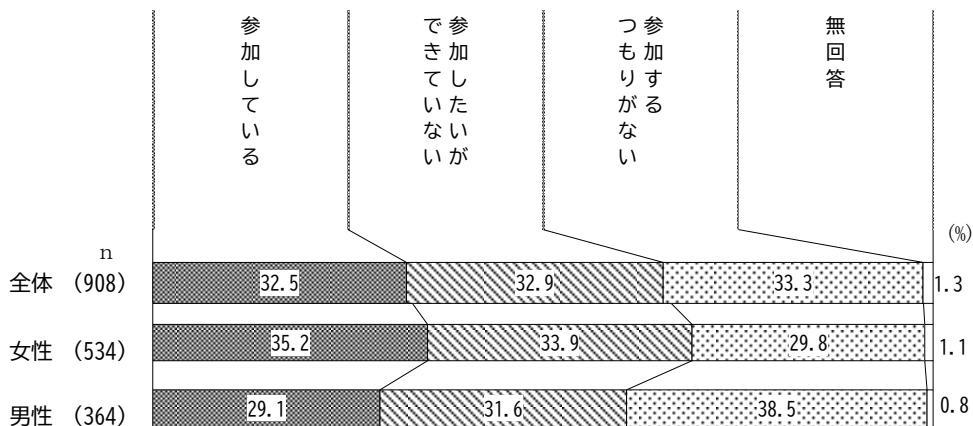 参加している
参加したいが
できていない
参加する
つもりがない
無回答
(%)
n
全体 (908) 32.5 32.9 33.3 1.3
女性 (534) 35.2 33.9 29.8 1.1
男性 (364) 29.1 31.6 38.5 0.8